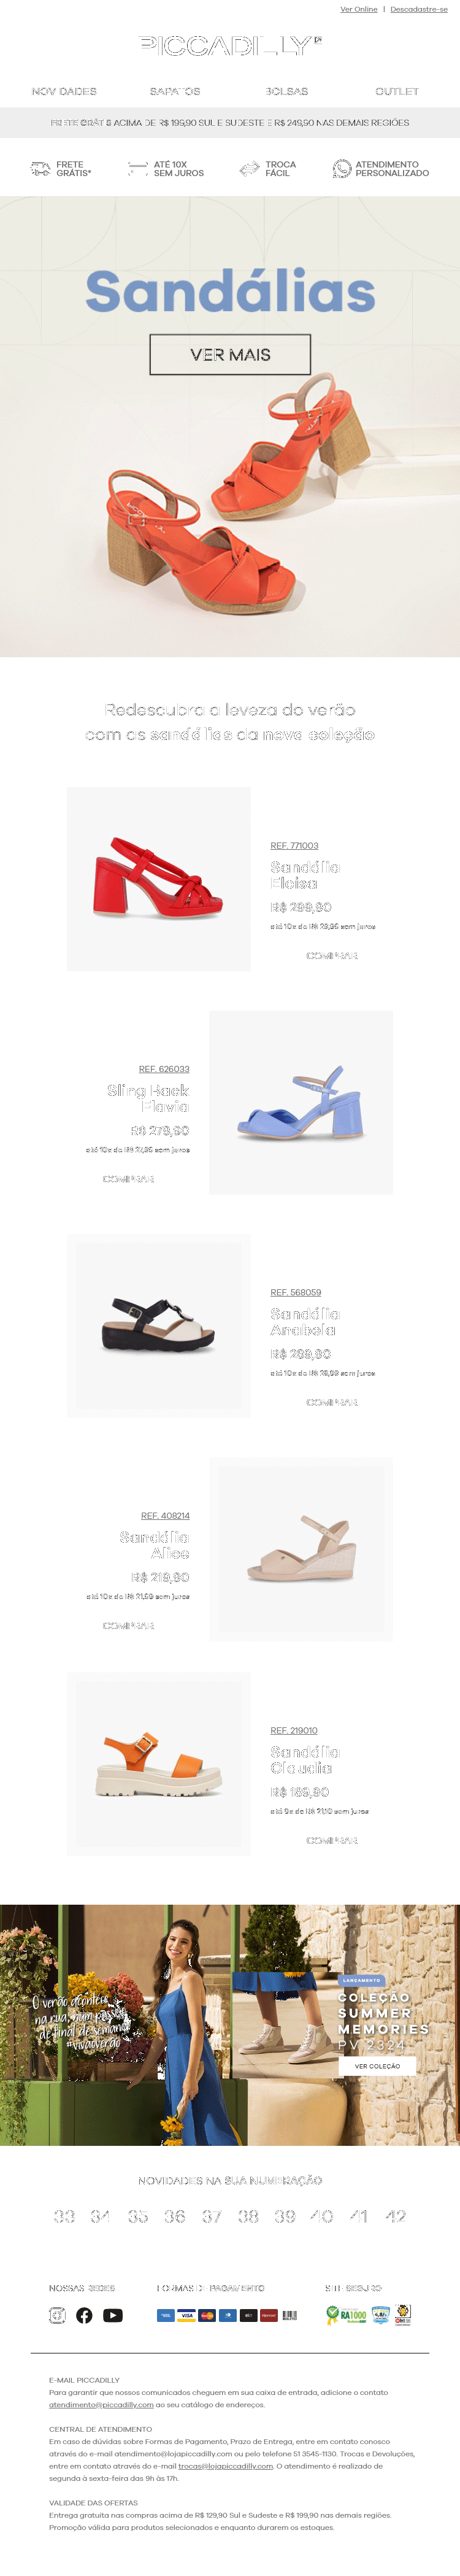 Ver Online | Descadastre-se
PICCADILLY
NOVIDADES SAPATOS BOLSAS OUTLET
FRETE GRÁTIS ACIMA DE R$ 199,90 SUL E SUDESTE E R$ 249,90 NAS DEMAIS REGIÕES
FRETE GRÁTIS*
ATÉ 10X SEM JUROS
TROCA FÁCIL
ATENDIMENTO PERSONALIZADO
Sandálias
VER MAIS
Redescubra a leveza do verão
com as sandálias da nova coleção
REF. 771003
Sandália
Eloisa
R$ 299,90
até 10x de R$ 29,99 sem juros
COMPRAR
REF. 626033
Sling Back
Flavia
R$ 279,90
até 10x de R$ 27,99 sem juros
COMPRAR
REF. 568059
Sandália
Anabela
R$ 289,90
até 10x de R$ 28,99 sem juros
COMPRAR
REF. 408214
Sandália
Alice
R$ 219,90
até 10x de R$ 21,99 sem juros
COMPRAR
REF. 219010
Sandália
Claudia
R$ 189,90
até 9x de R$ 21,10 sem juros
COMPRAR
O verão acontece
na rua, num passeio
de final de semana
#vivaoverão
LANÇAMENTO
COLEÇÃO
SUMMER
MEMORIES
PV 2324
VER COLEÇÃO
NOVIDADES NA SUA NUMERAÇÃO
33 34 35 36 37 38 39 40 41 42
NOSSAS REDES FORMAS DE PAGAMENTO SITE SEGURO
VISA
RA1000
E-MAIL PICCADILLY
Para garantir que nossos comunicados cheguem em sua caixa de entrada, adicione o contato
atendimento@piccadilly.com ao seu catálogo de endereços.
CENTRAL DE ATENDIMENTO
Em caso de dúvidas sobre Formas de Pagamento, Prazo de Entrega, entre em contato conosco
através do e-mail atendimento@lojapiccadilly.com ou pelo telefone 51 3545-1130. Trocas e Devoluções,
entre em contato através do e-mail trocas@lojapiccadilly.com. O atendimento é realizado de
segunda à sexta-feira das 9h às 17h.
VALIDADE DAS OFERTAS
Entrega gratuita nas compras acima de R$ 129,90 Sul e Sudeste e R$ 199,90 nas demais regiões.
Promoção válida para produtos selecionados e enquanto durarem os estoques.